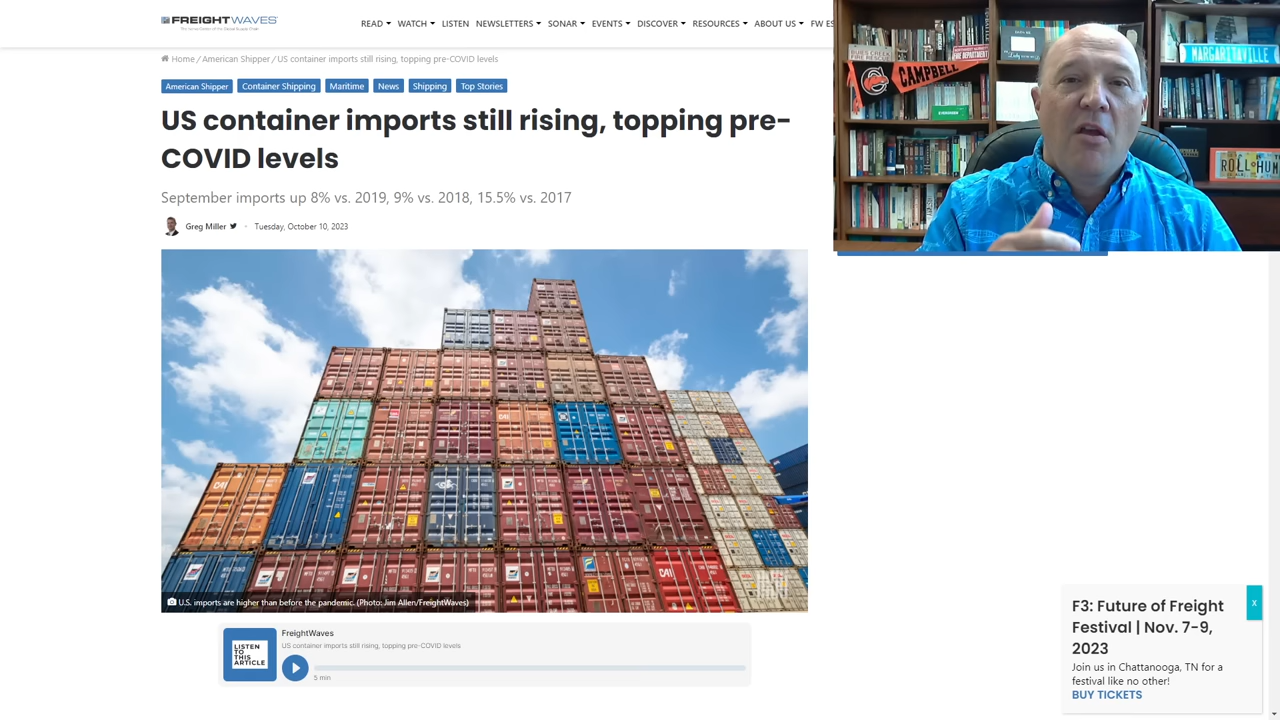 FREIGHTWAVES
READ WATCH LISTEN NEWSLETTERS SONAR EVENTS DISCOVER RESOURCES ABOUT US FW ES
Home / American Shipper / US container imports still rising, topping pre-COVID levels
American Shipper Container Shipping Maritime News Shipping Top Stories
US container imports still rising, topping pre-
COVID levels
September imports up 8% vs. 2019, 9% vs. 2018, 15.5% vs. 2017
Greg Miller - Tuesday, October 10, 2023
CAMPBELL
MARGARITAVILLE
EVERGREEN
U.S. imports are higher than before the pandemic. (Photo: Jim Allen/FreightWaves)
LISTEN
TO
THIS
ARTICLE
FreightWaves
US container imports still rising, topping pre-COVID levels
5 min
X
F3: Future of Freight
Festival | Nov. 7-9,
2023
Join us in Chattanooga, TN for a
festival like no other!
BUY TICKETS